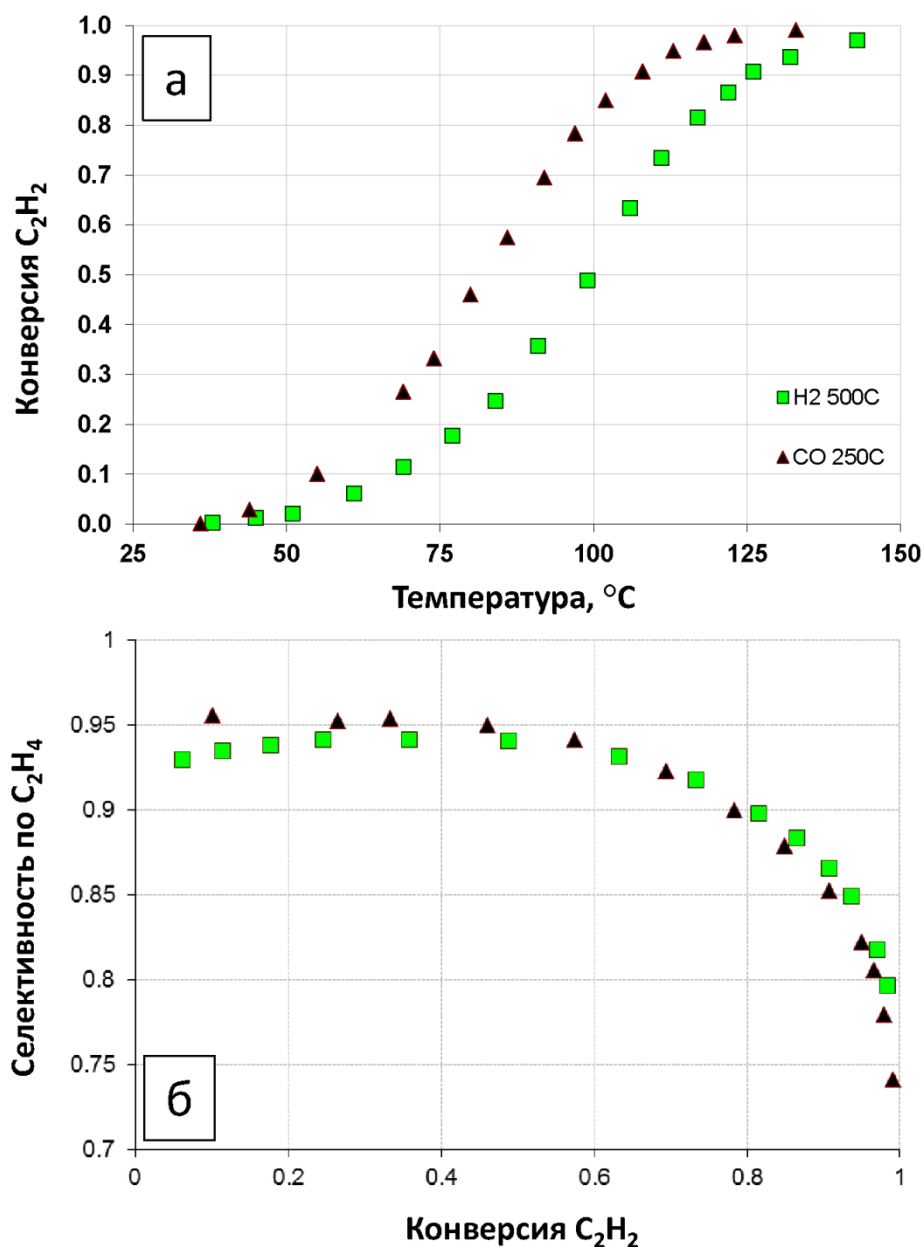 а
Конверсия C₂H₂
1.0
0.9
0.8
0.7
0.6
0.5
0.4
0.3
0.2
0.1
0.0
H2 500C
CO 250C
25 50 75 100 125 150
Температура, °C
б
Селективность по C₂H₄
1
0.95
0.9
0.85
0.8
0.75
0.7
0 0.2 0.4 0.6 0.8 1
Конверсия C₂H₂